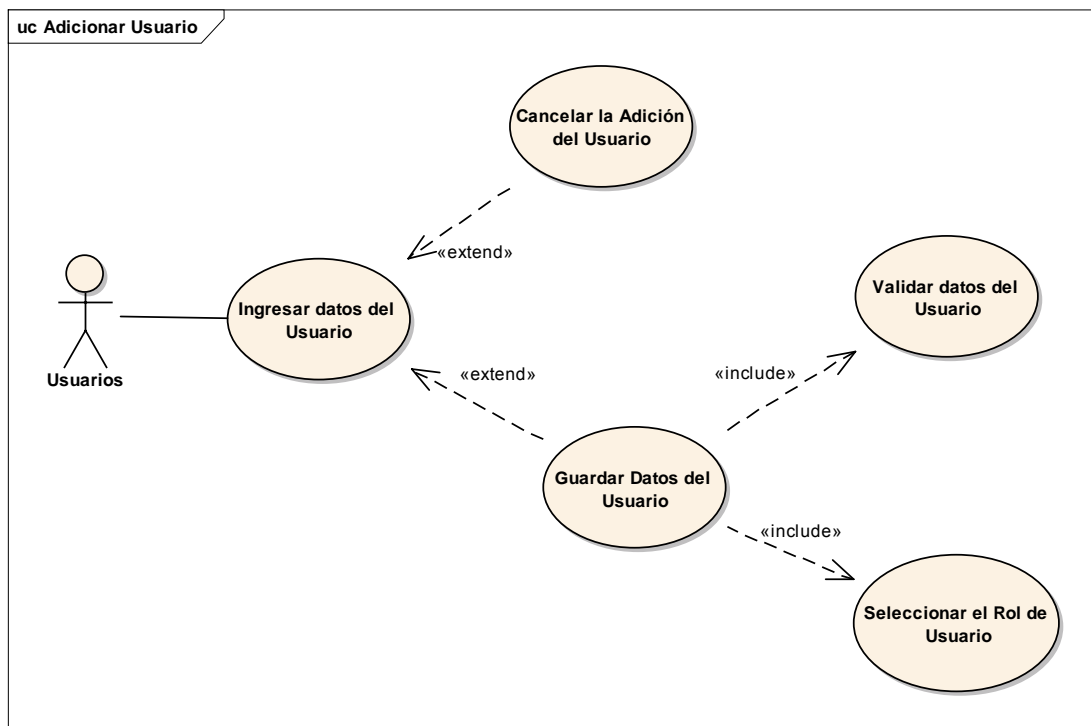 uc Adicionar Usuario
Cancelar la Adición
del Usuario
«extend»
Ingresar datos del
Usuario
Usuarios
Validar datos del
Usuario
«extend»
«include»
Guardar Datos del
Usuario
«include»
Seleccionar el Rol de
Usuario